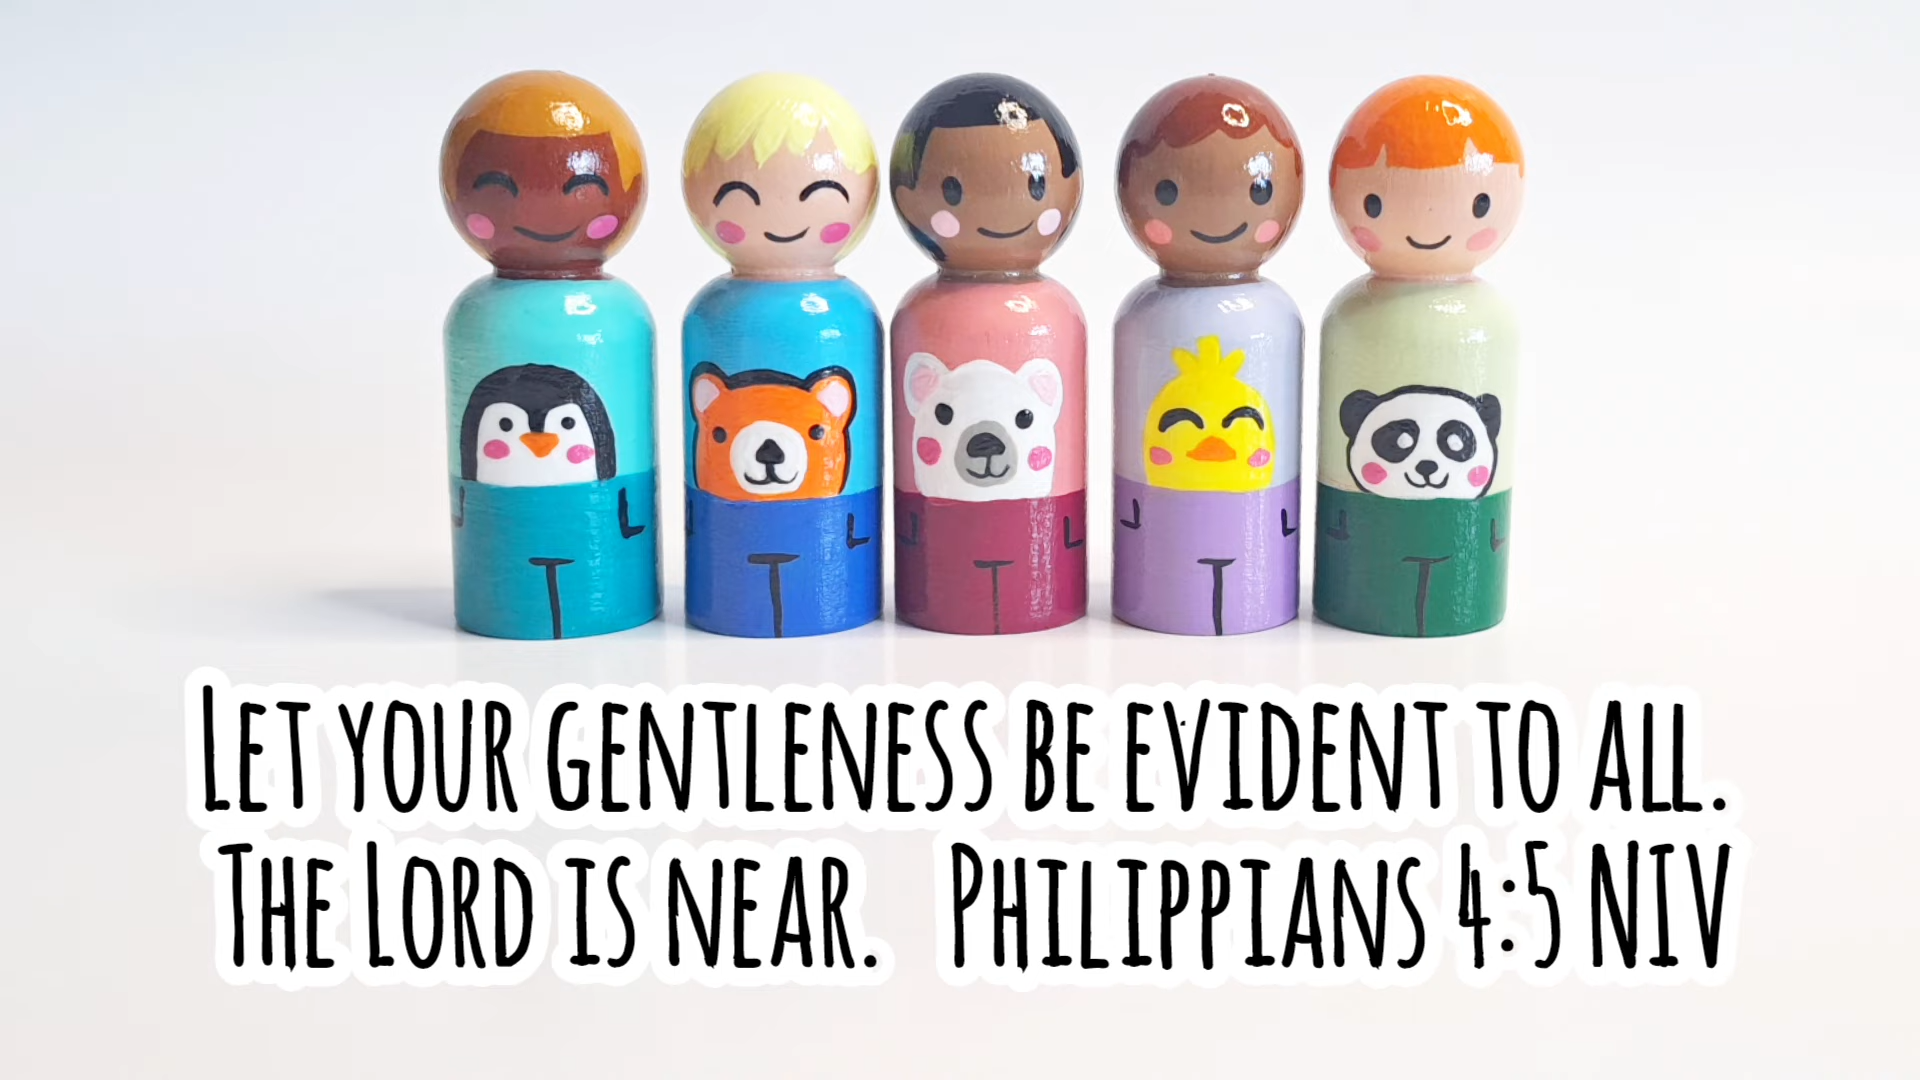 Let your gentleness be evident to all.
The Lord is near. Philippians 4:5 NIV